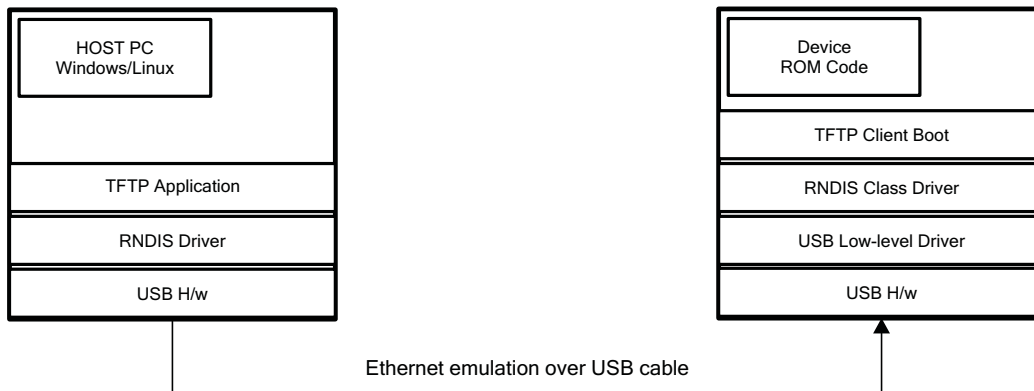 HOST PC
Windows/Linux
TFTP Application
RNDIS Driver
USB H/w
Device
ROM Code
TFTP Client Boot
RNDIS Class Driver
USB Low-level Driver
USB H/w
Ethernet emulation over USB cable